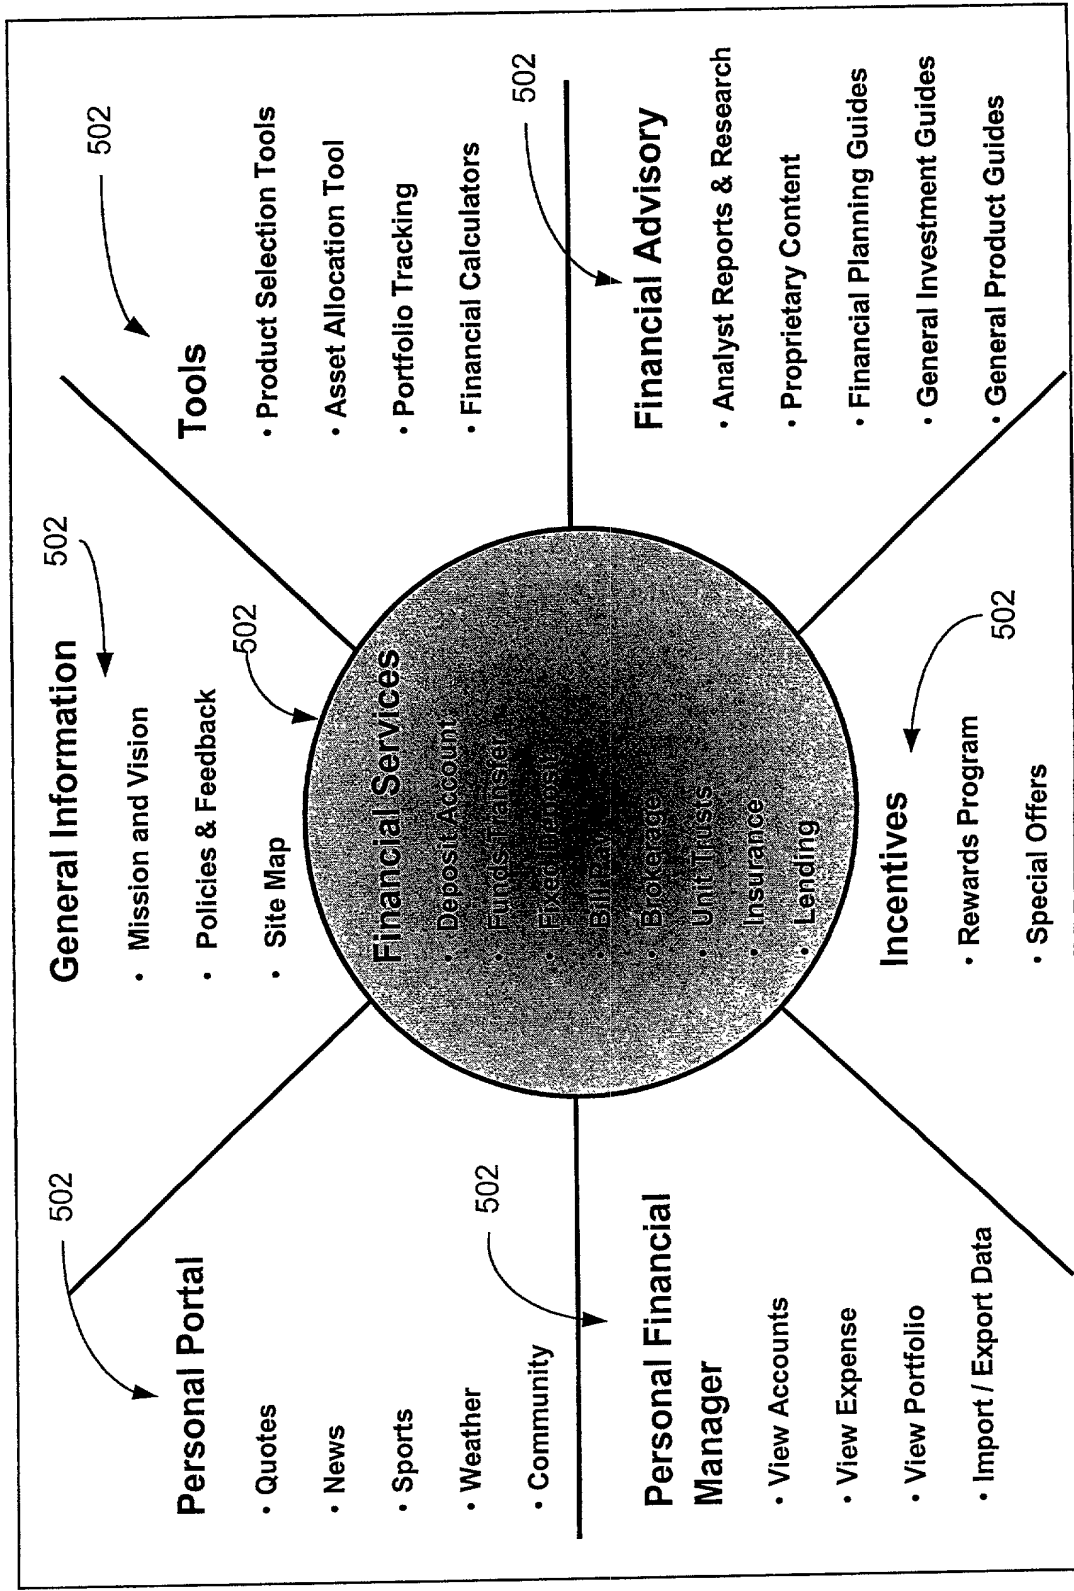 502
Personal Portal
• Quotes
• News
• Sports
• Weather
• Community
General Information
502
• Mission and Vision
• Policies & Feedback
• Site Map
502
Tools
• Product Selection Tools
• Asset Allocation Tool
• Portfolio Tracking
• Financial Calculators
502
Financial Services
• Deposit Account
• Funds Transfer
• Fixed Deposit
• Bill
• Brokerage
• Unit Trusts
• Insurance
• Lending
502
Personal Financial
Manager
• View Accounts
• View Expense
• View Portfolio
• Import / Export Data
Incentives
502
• Rewards Program
• Special Offers
502
Financial Advisory
• Analyst Reports & Research
• Proprietary Content
• Financial Planning Guides
• General Investment Guides
• General Product Guides
502